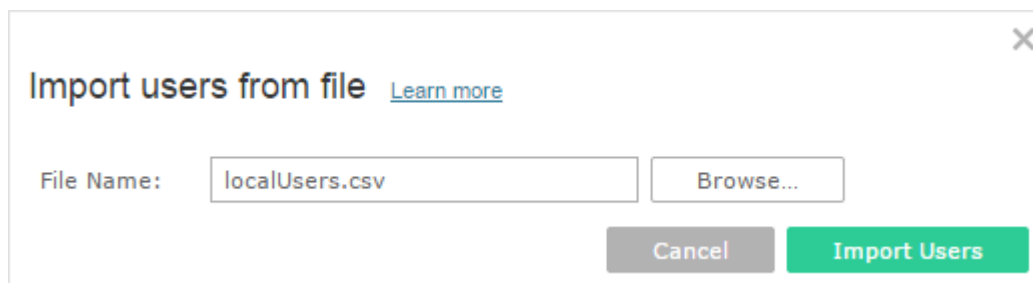 Import users from file Learn more
File Name: localUsers.csv Browse...
Cancel Import Users